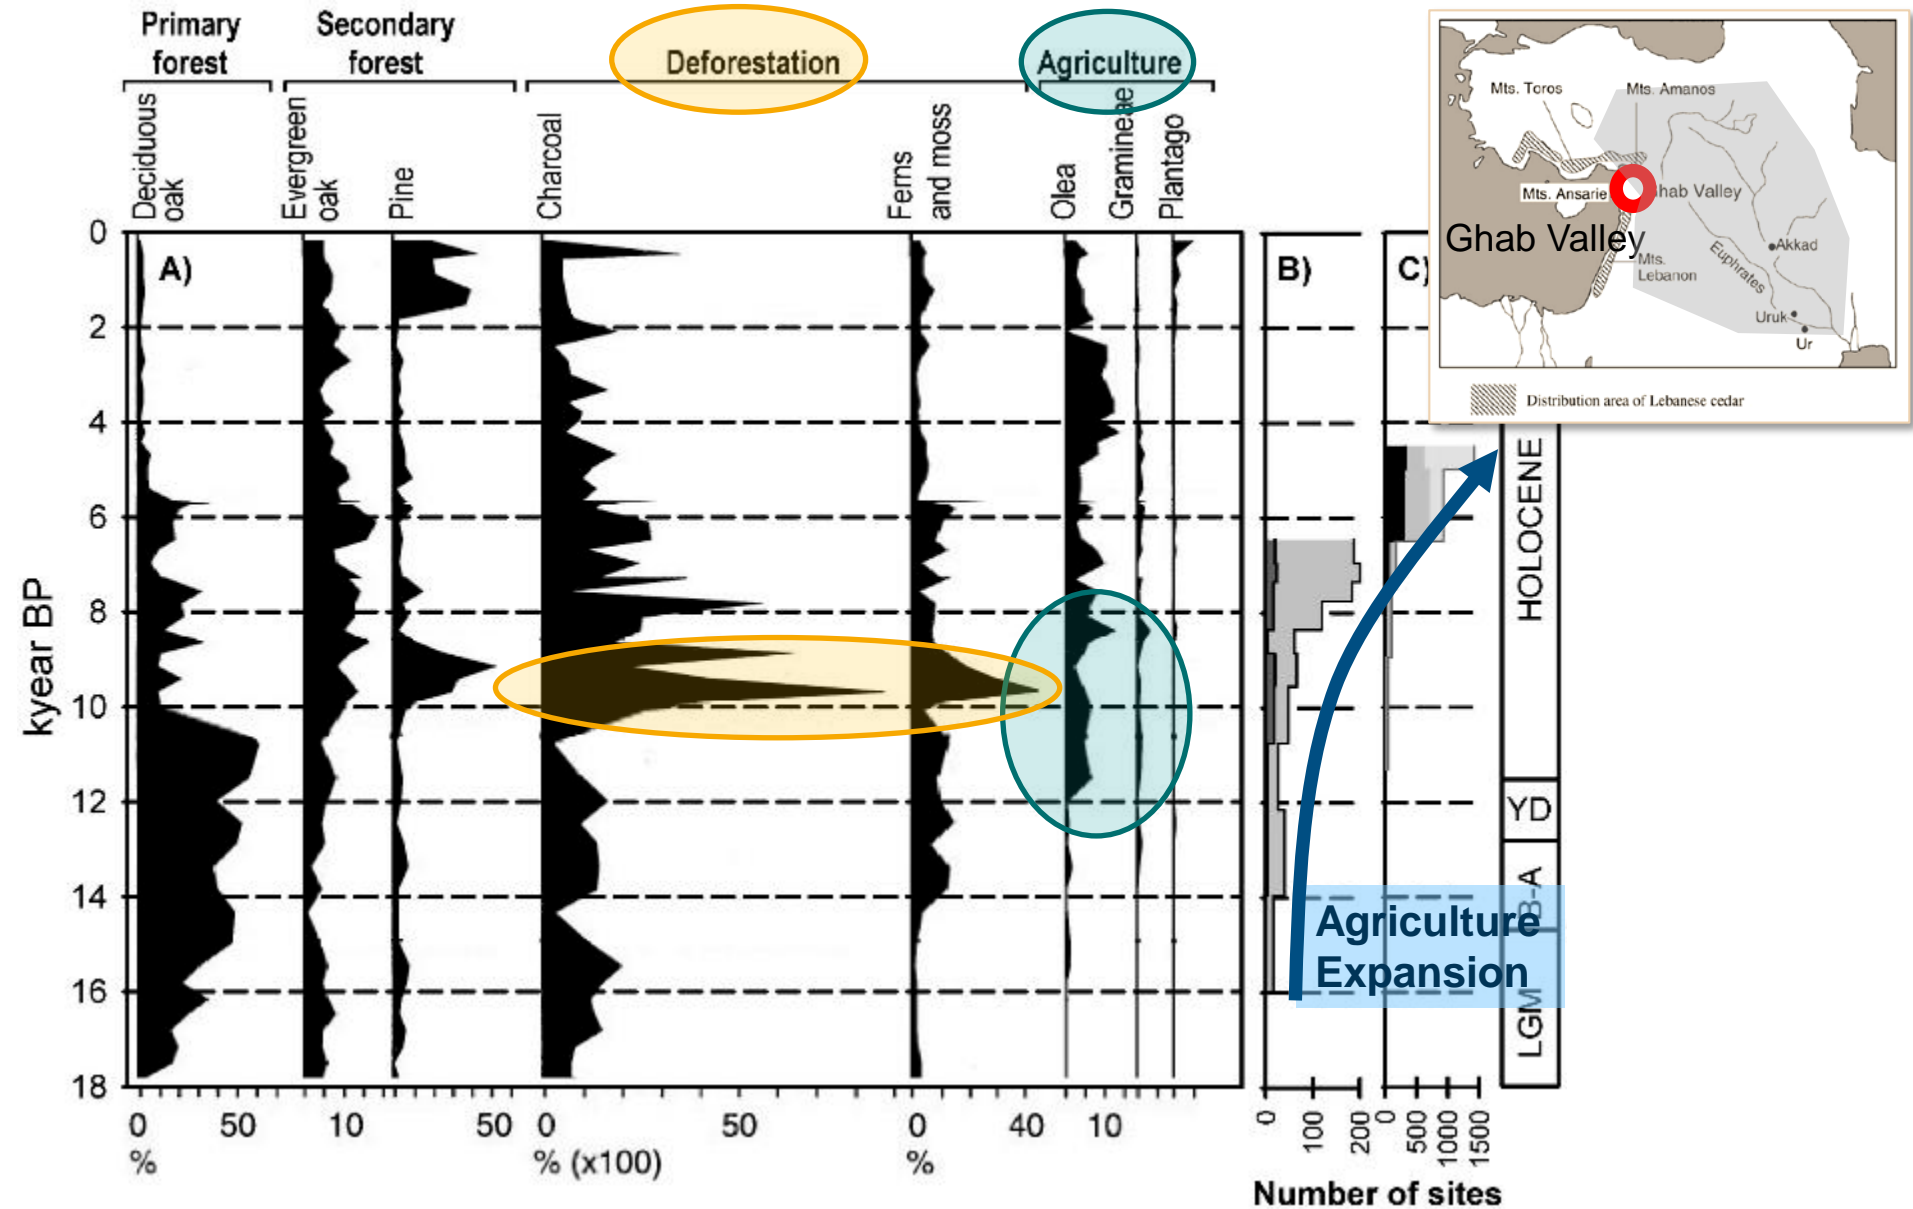 Primary
forest
Secondary
forest
Deforestation
Agriculture
Deciduous
oak
Evergreen
oak
Pine
Charcoal
Ferns
and moss
Olea
Gramineae
Plantago
kyear BP
0
2
4
6
8
10
12
14
16
18
A)
B)
C)
0 50
%
10
50
0 50
% (x100)
0 40
%
10
0 100 200
0 500 1000 1500
Number of sites
HOLOCENE
YD
B-A
LGM
Agriculture
Expansion
Mts. Toros
Mts. Amanos
Mts. Ansarie
hab Valley
Ghab Valley
Akkad
Mts.
Lebanon
Euphrates
Uruk
Ur
Distribution area of Lebanese cedar